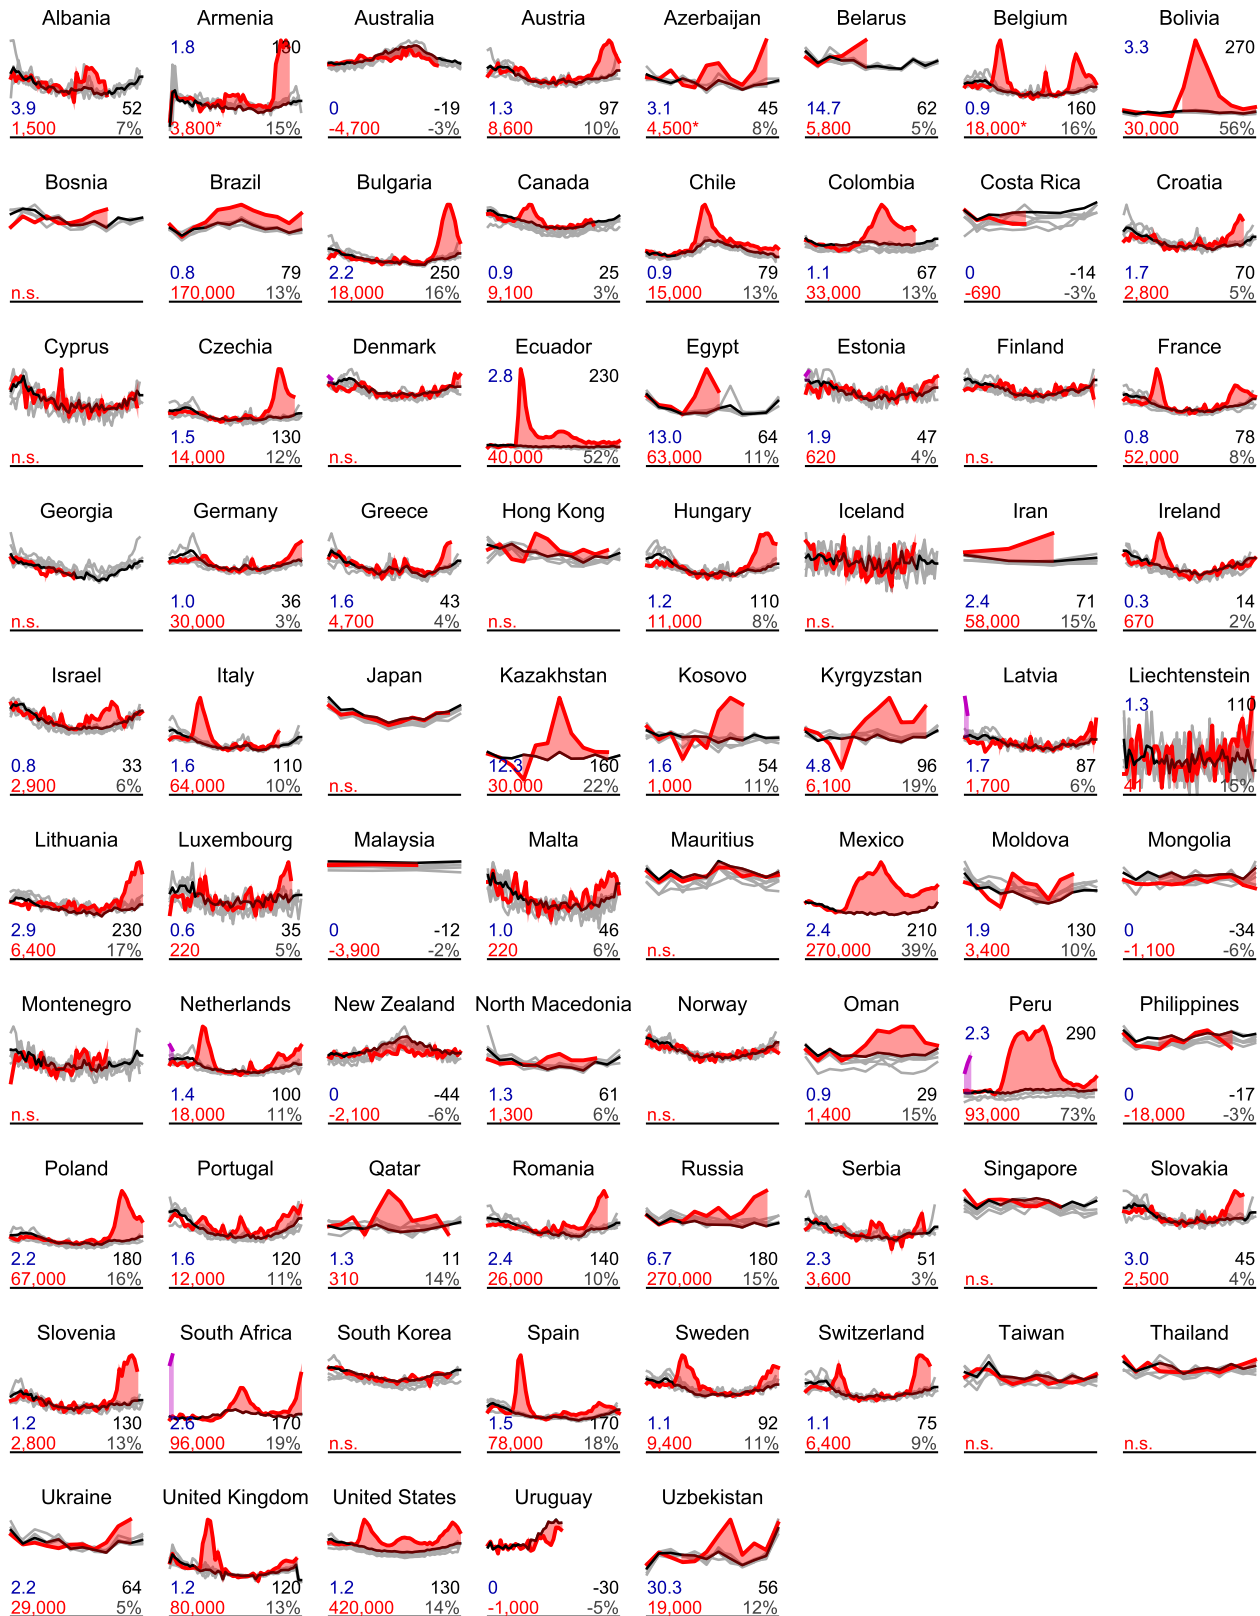 Albania Armenia Australia Austria Azerbaijan Belarus Belgium Bolivia
1.8 130 3.3 270
3.9 52 0 -19 1.3 97 3.1 45 14.7 62 0.9 160
1,500 7% 3,800* 15% -4,700 -3% 8,600 10% 4,500* 8% 5,800 5% 18,000* 16% 30,000 56%
Bosnia Brazil Bulgaria Canada Chile Colombia Costa Rica Croatia
0.8 79 2.2 250 0.9 25 0.9 79 1.1 67 0 -14 1.7 70
n.s. 170,000 13% 18,000 16% 9,100 3% 15,000 13% 33,000 13% -690 -3% 2,800 5%
Cyprus Czechia Denmark Ecuador Egypt Estonia Finland France
2.8 230
1.5 130 13.0 64 1.9 47 0.8 78
n.s. 14,000 12% n.s. 40,000 52% 63,000 11% 620 4% n.s. 52,000 8%
Georgia Germany Greece Hong Kong Hungary Iceland Iran Ireland
1.0 36 1.6 43 1.2 110 2.4 71 0.3 14
n.s. 30,000 3% 4,700 4% n.s. 11,000 8% n.s. 58,000 15% 670 2%
Israel Italy Japan Kazakhstan Kosovo Kyrgyzstan Latvia Liechtenstein
1.3 110
0.8 33 1.6 110 12.3 160 1.6 54 4.8 96 1.7 87
2,900 6% 64,000 10% n.s. 30,000 22% 1,000 11% 6,100 19% 1,700 6% 41 15%
Lithuania Luxembourg Malaysia Malta Mauritius Mexico Moldova Mongolia
2.9 230 0.6 35 0 -12 1.0 46 2.4 210 1.9 130 0 -34
6,400 17% 220 5% -3,900 -2% 220 6% n.s. 270,000 39% 3,400 10% -1,100 -6%
Montenegro Netherlands New Zealand North Macedonia Norway Oman Peru Philippines
2.3 290
1.4 100 0 -44 1.3 61 0.9 29 0 -17
n.s. 18,000 11% -2,100 -6% 1,300 6% n.s. 1,400 15% 93,000 73% -18,000 -3%
Poland Portugal Qatar Romania Russia Serbia Singapore Slovakia
2.2 180 1.6 120 1.3 11 2.4 140 6.7 180 2.3 51 3.0 45
67,000 16% 12,000 11% 310 14% 26,000 10% 270,000 15% 3,600 3% n.s. 2,500 4%
Slovenia South Africa South Korea Spain Sweden Switzerland Taiwan Thailand
1.2 130 2.6 170 1.5 170 1.1 92 1.1 75
2,800 13% 96,000 19% n.s. 78,000 18% 9,400 11% 6,400 9% n.s. n.s.
Ukraine United Kingdom United States Uruguay Uzbekistan
2.2 64 1.2 120 1.2 130 0 -30 30.3 56
29,000 5% 80,000 13% 420,000 14% -1,000 -5% 19,000 12%